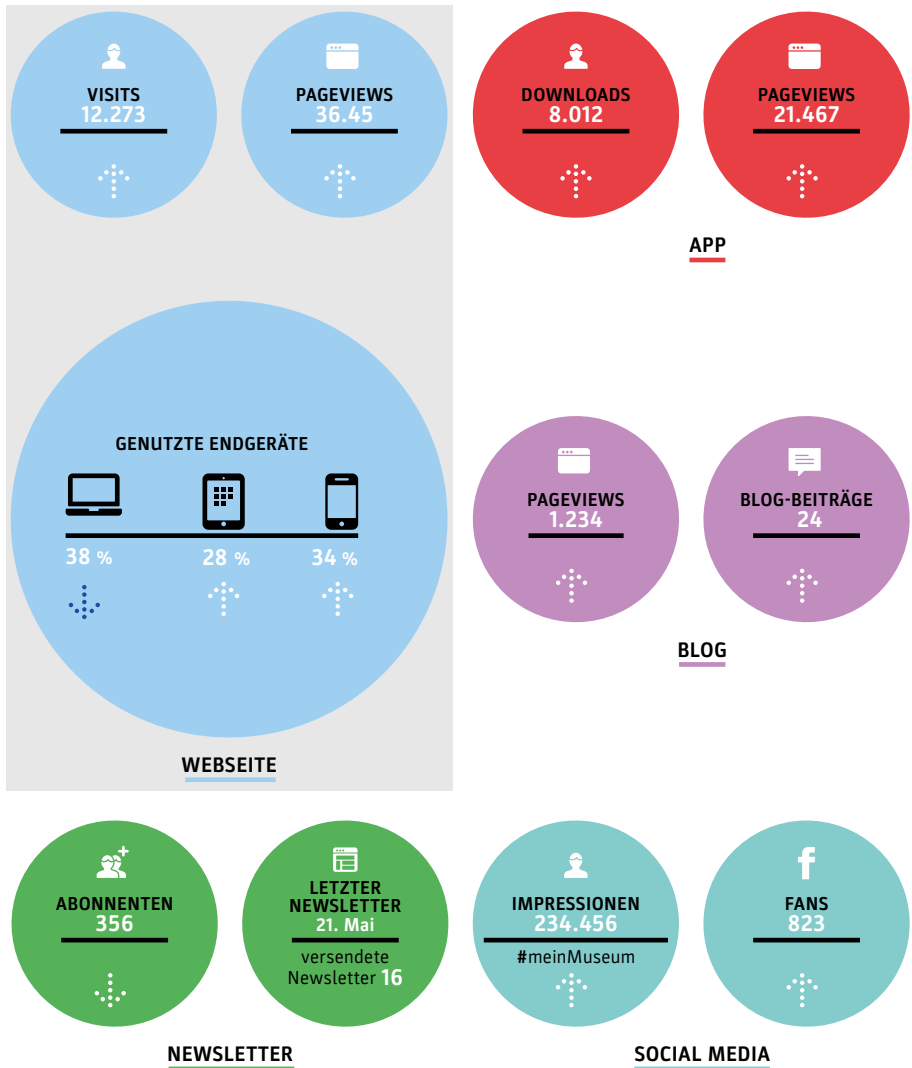 VISITS
12.273
PAGEVIEWS
36.45
GENUTZTE ENDGERÄTE
38 %
28 %
34 %
WEBSEITE
DOWNLOADS
8.012
PAGEVIEWS
21.467
APP
PAGEVIEWS
1.234
BLOG-BEITRÄGE
24
BLOG
ABONNENTEN
356
LETZTER
NEWSLETTER
21. Mai
versendete
Newsletter 16
NEWSLETTER
IMPRESSIONEN
234.456
#meinMuseum
FANS
823
SOCIAL MEDIA